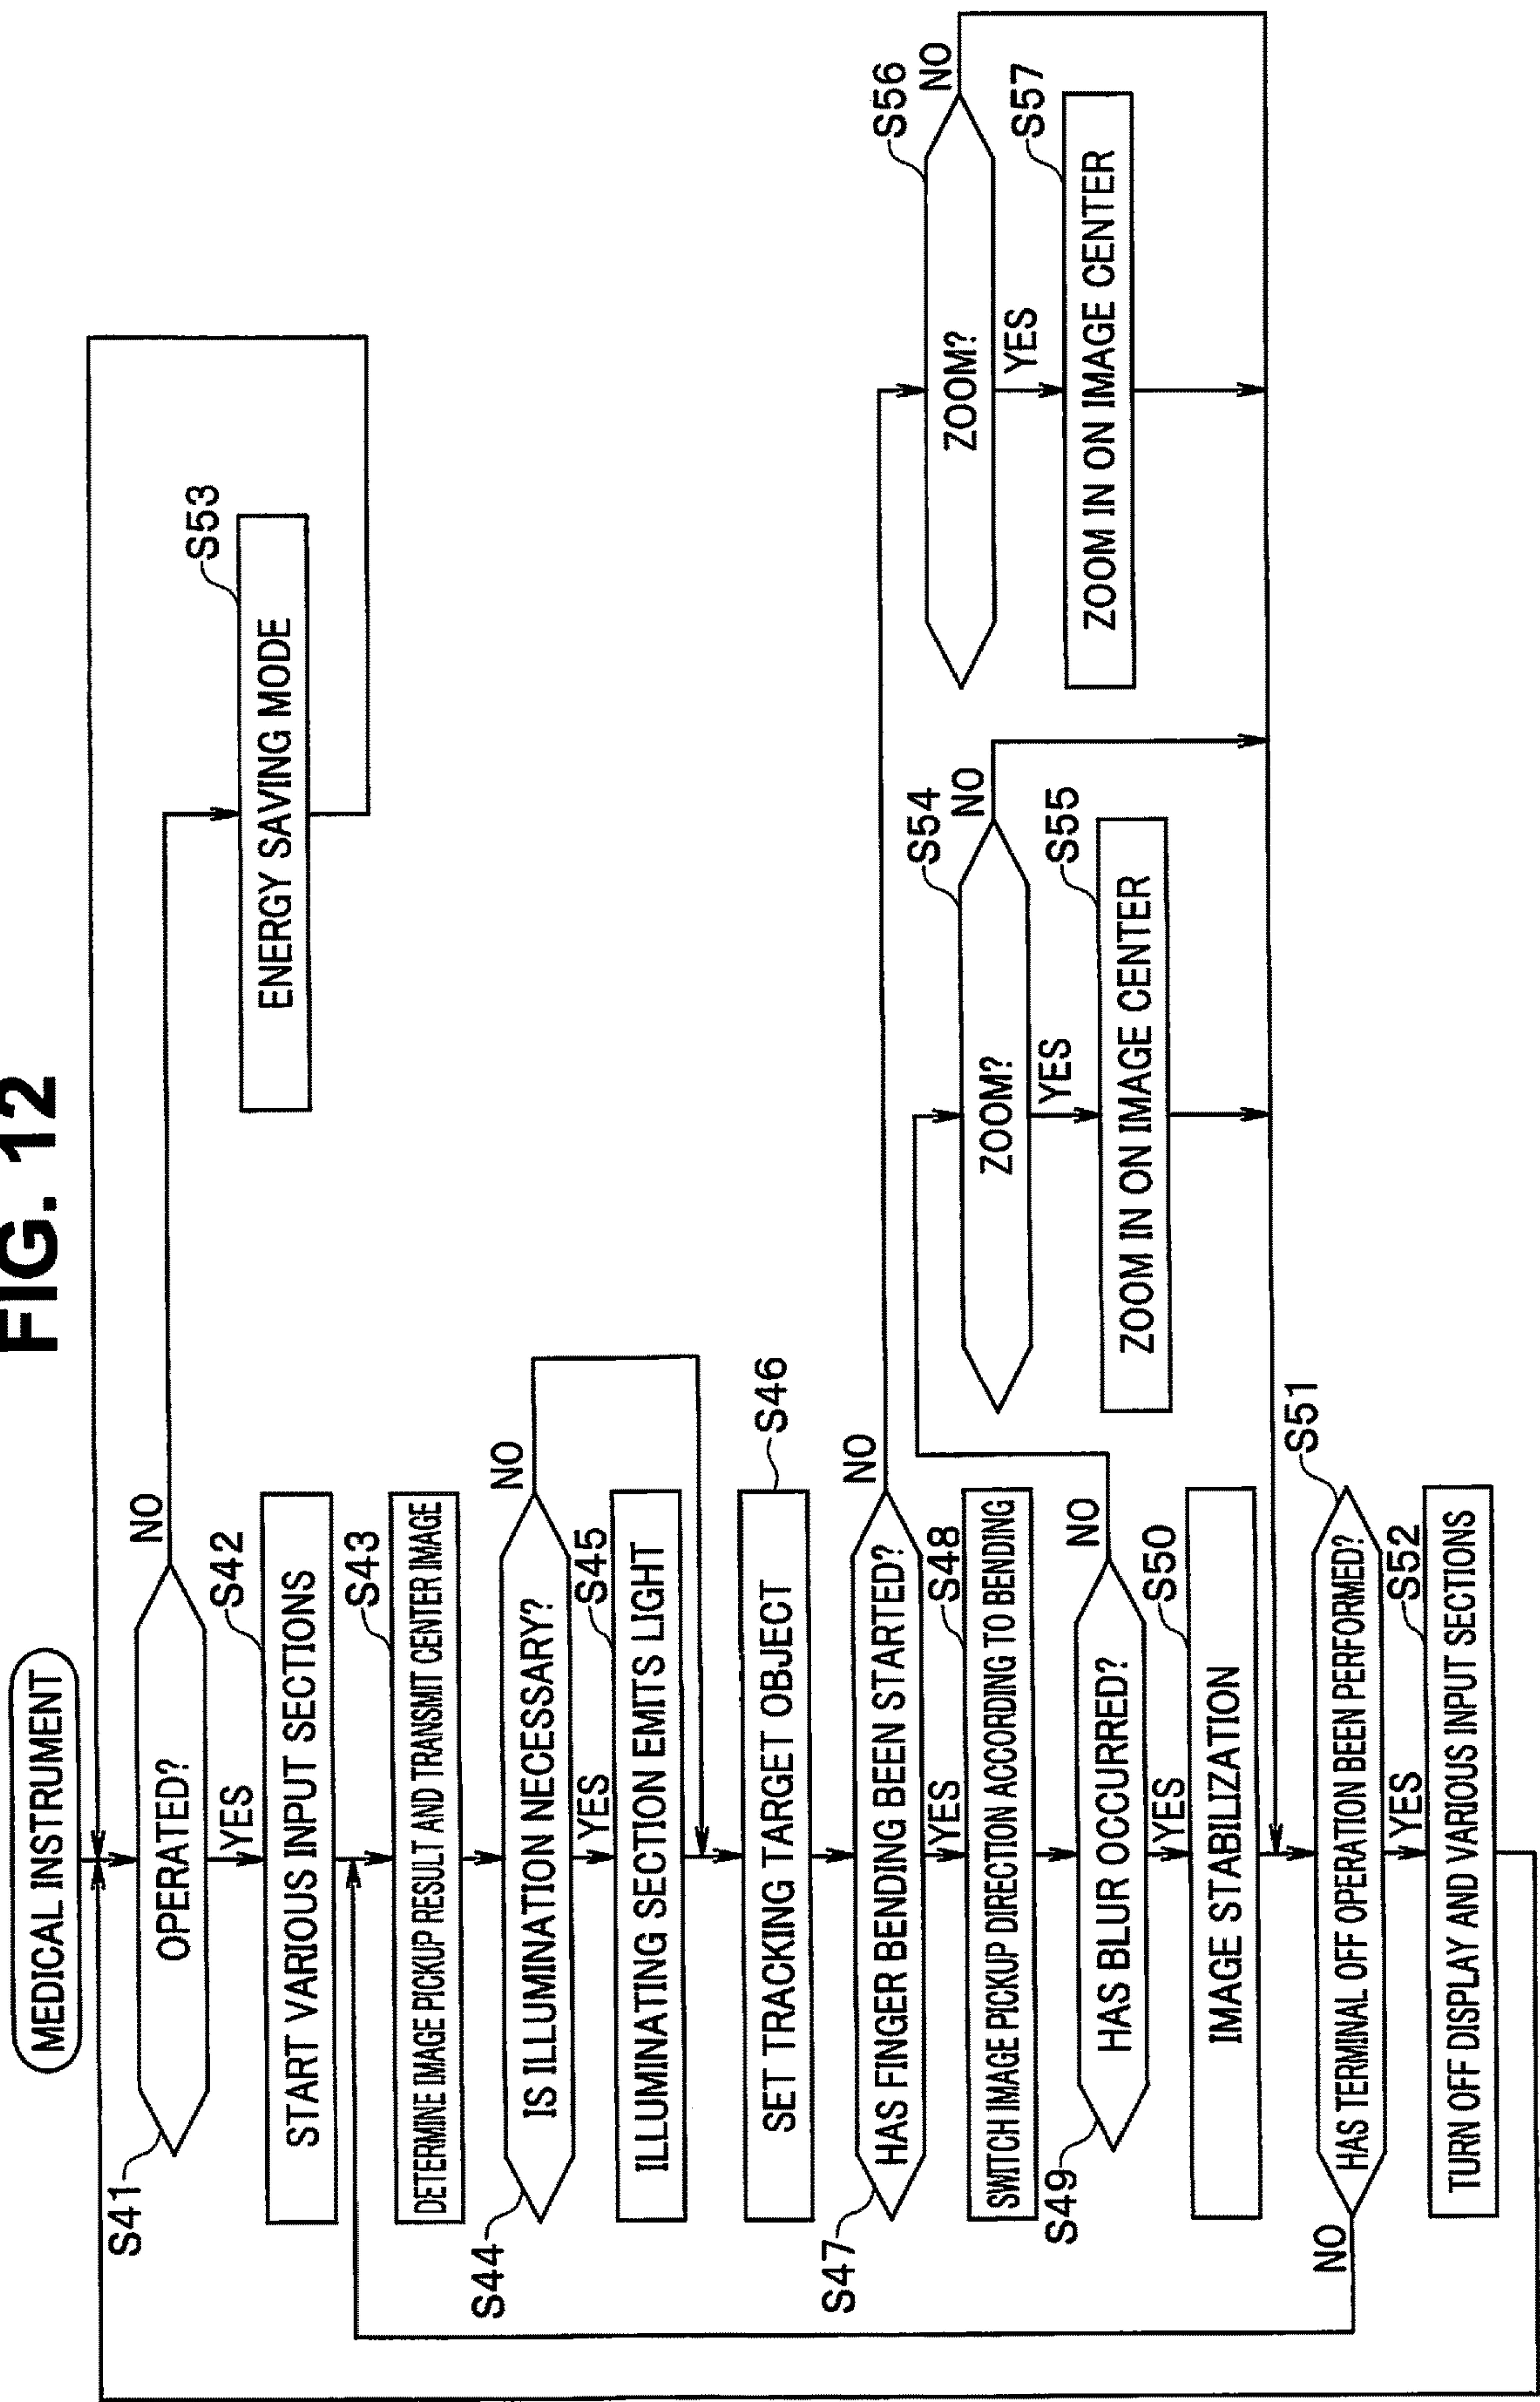 FIG. 12
MEDICAL INSTRUMENT
S41
OPERATED?
NO
YES
S42
START VARIOUS INPUT SECTIONS
S53
ENERGY SAVING MODE
S43
DETERMINE IMAGE PICKUP RESULT AND TRANSMIT CENTER IMAGE
S44
IS ILLUMINATION NECESSARY?
NO
YES
S45
ILLUMINATING SECTION EMITS LIGHT
S46
SET TRACKING TARGET OBJECT
S47
HAS FINGER BENDING BEEN STARTED?
NO
YES
S48
SWITCH IMAGE PICKUP DIRECTION ACCORDING TO BENDING
S49
HAS BLUR OCCURRED?
NO
YES
S50
IMAGE STABILIZATION
S54
ZOOM?
NO
YES
S55
ZOOM IN ON IMAGE CENTER
S56
ZOOM?
NO
YES
S57
ZOOM IN ON IMAGE CENTER
S51
HAS TERMINAL OFF OPERATION BEEN PERFORMED?
NO
YES
S52
TURN OFF DISPLAY AND VARIOUS INPUT SECTIONS